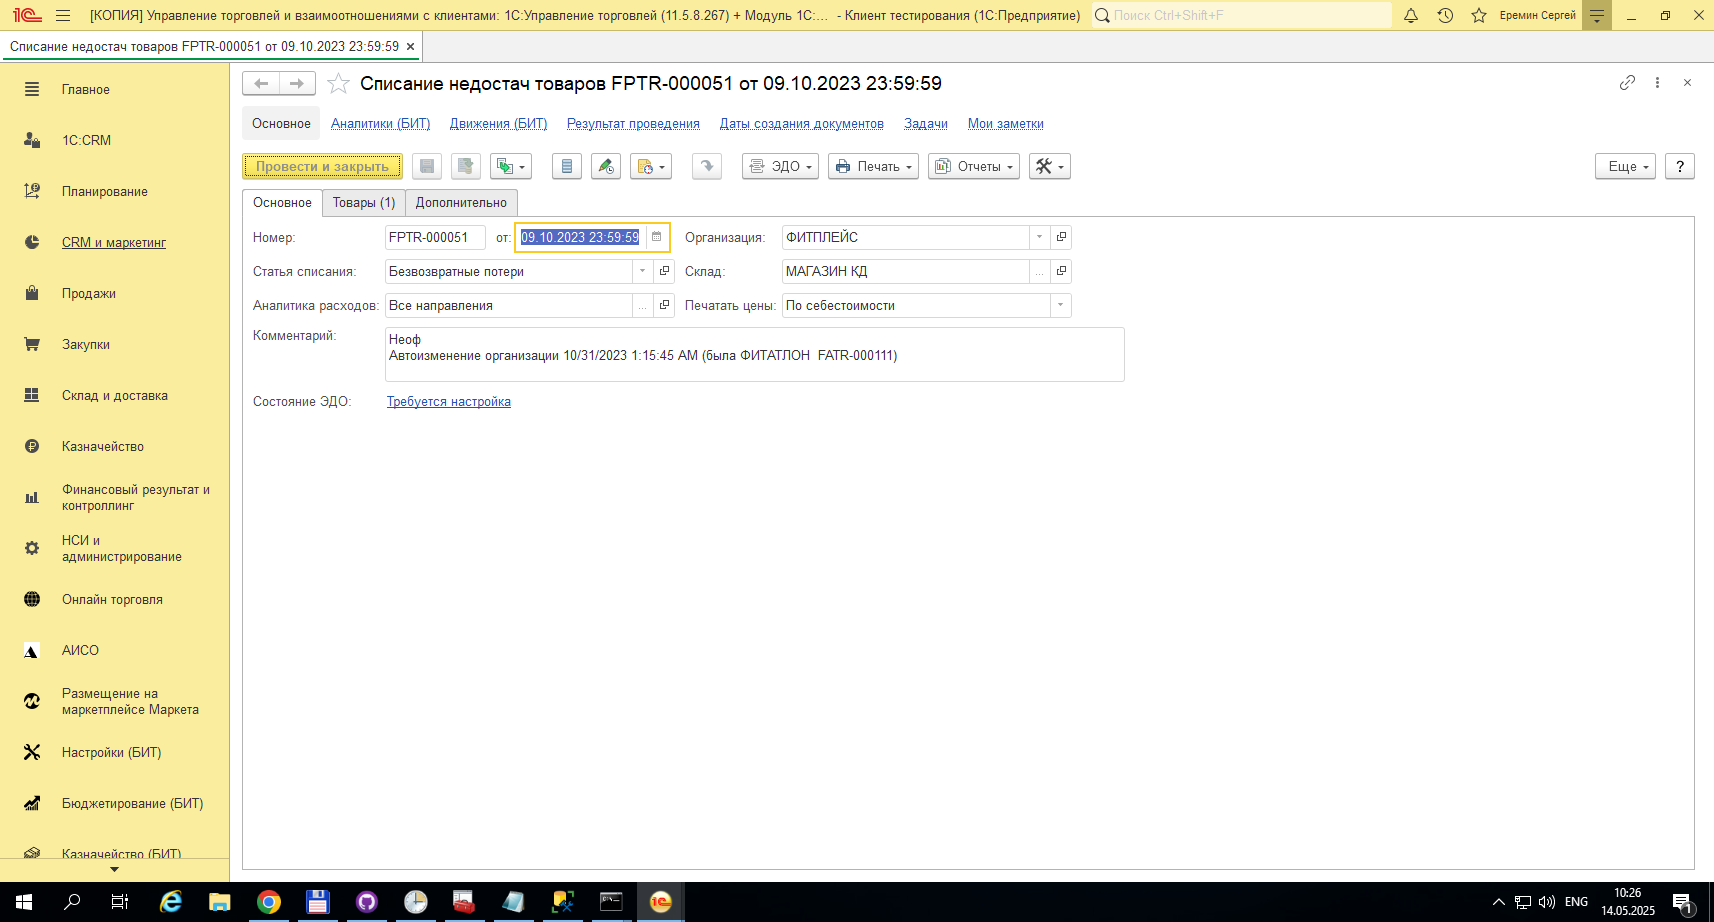 [КОПИЯ] Управление торговлей и взаимоотношениями с клиентами: 1С:Управление торговлей (11.5.8.267) + Модуль 1С:... - Клиент тестирования (1С:Предприятие)
Поиск Ctrl+Shift+F
Еремин Сергей
Списание недостач товаров FPTR-000051 от 09.10.2023 23:59:59
Главное
1С:CRM
Планирование
CRM и маркетинг
Продажи
Закупки
Склад и доставка
Казначейство
Финансовый результат и
контроллинг
НСИ и
администрирование
Онлайн торговля
АИСО
Размещение на
маркетплейсе Маркета
Настройки (БИТ)
Бюджетирование (БИТ)
Казначейство (БИТ)
Списание недостач товаров FPTR-000051 от 09.10.2023 23:59:59
Основное Аналитики (БИТ) Движения (БИТ) Результат проведения Даты создания документов Задачи Мои заметки
Провести и закрыть ЭДО Печать Отчеты Еще ?
Основное Товары (1) Дополнительно
Номер: FPTR-000051 от: 09.10.2023 23:59:59 Организация: ФИТПЛЕЙС
Статья списания: Безвозвратные потери Склад: МАГАЗИН КД
Аналитика расходов: Все направления Печатать цены: По себестоимости
Комментарий: Неоф
Автоизменение организации 10/31/2023 1:15:45 AM (была ФИТАТЛОН FATR-000111)
Состояние ЭДО: Требуется настройка
ENG
10:26
14.05.2025
1